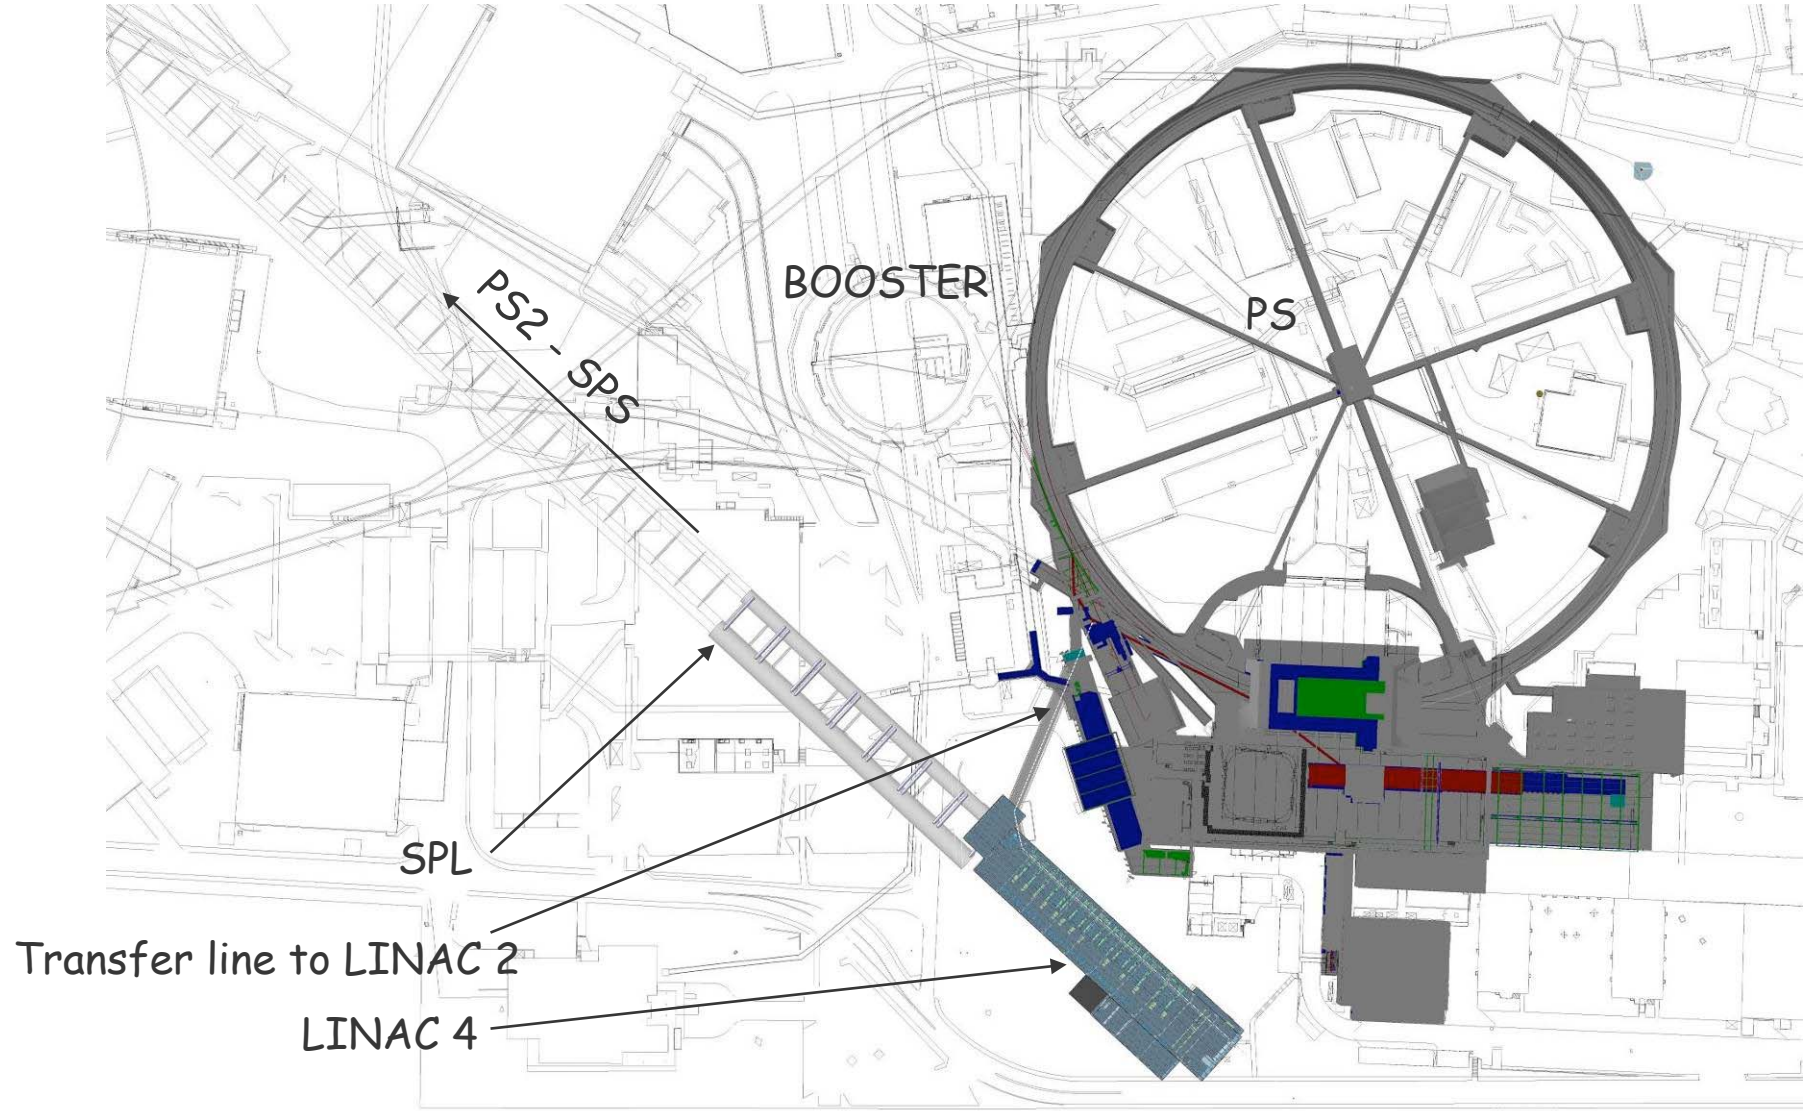 BOOSTER
PS
PS2 - SPS
SPL
Transfer line to LINAC 2
LINAC 4